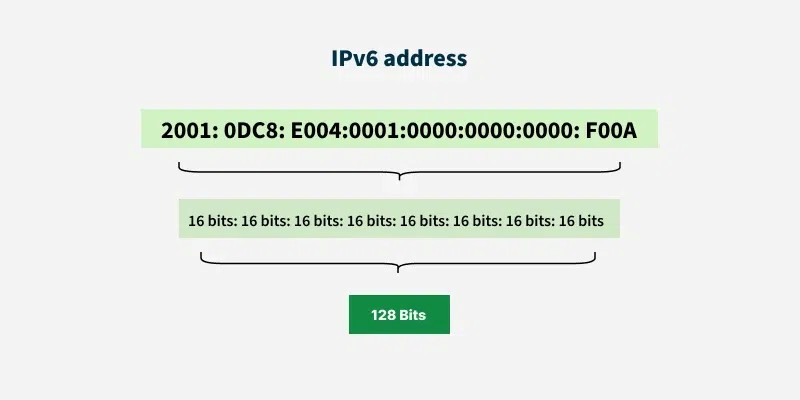 IPv6 address
2001: 0DC8: E004:0001:0000:0000:0000: F00A
16 bits: 16 bits: 16 bits: 16 bits: 16 bits: 16 bits: 16 bits: 16 bits
128 Bits